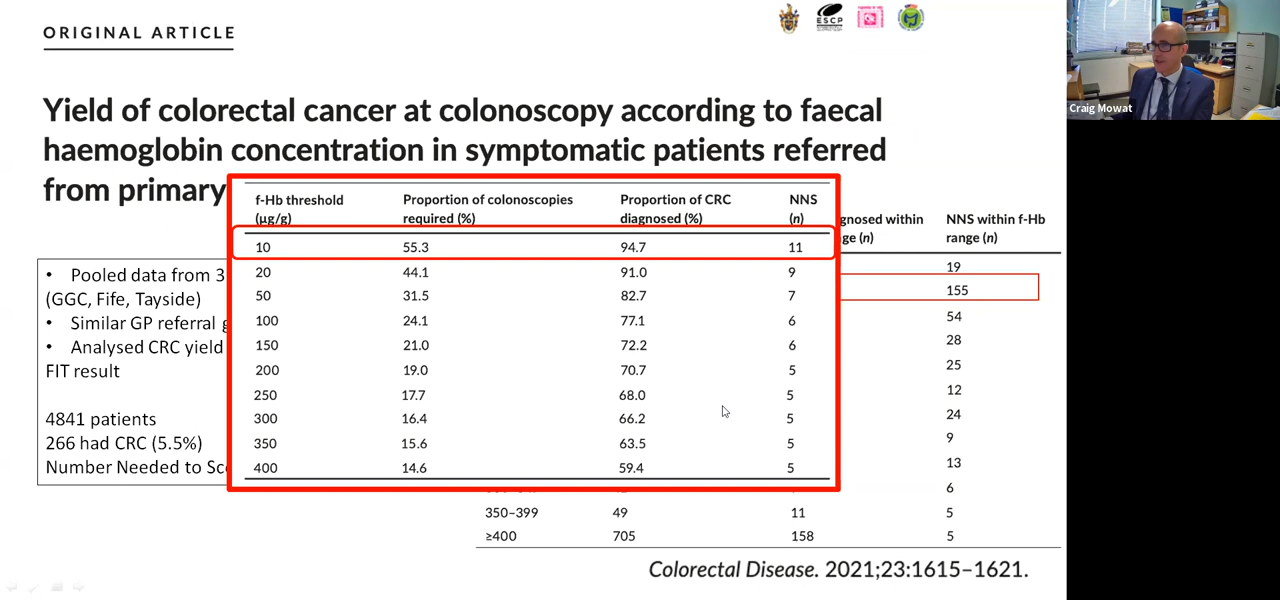 ORIGINAL ARTICLE
ESCP
Craig Mowat
Yield of colorectal cancer at colonoscopy according to faecal
haemoglobin concentration in symptomatic patients referred
from primary
f-Hb threshold (µg/g) Proportion of colonoscopies required (%) Proportion of CRC diagnosed (%) NNS (n)
10 55.3 94.7 11
20 44.1 91.0 9
50 31.5 82.7 7
100 24.1 77.1 6
150 21.0 72.2 6
200 19.0 70.7 5
250 17.7 68.0 5
300 16.4 66.2 5
350 15.6 63.5 5
400 14.6 59.4 5
• Pooled data from 3
(GGC, Fife, Tayside)
• Similar GP referral
• Analysed CRC yield
FIT result
4841 patients
266 had CRC (5.5%)
Number Needed to
gnosed within NNS within f-Hb
ge (n) range (n)
19
155
54
28
25
12
24
9
13
6
350–399 49 11 5
≥400 705 158 5
Colorectal Disease. 2021;23:1615–1621.